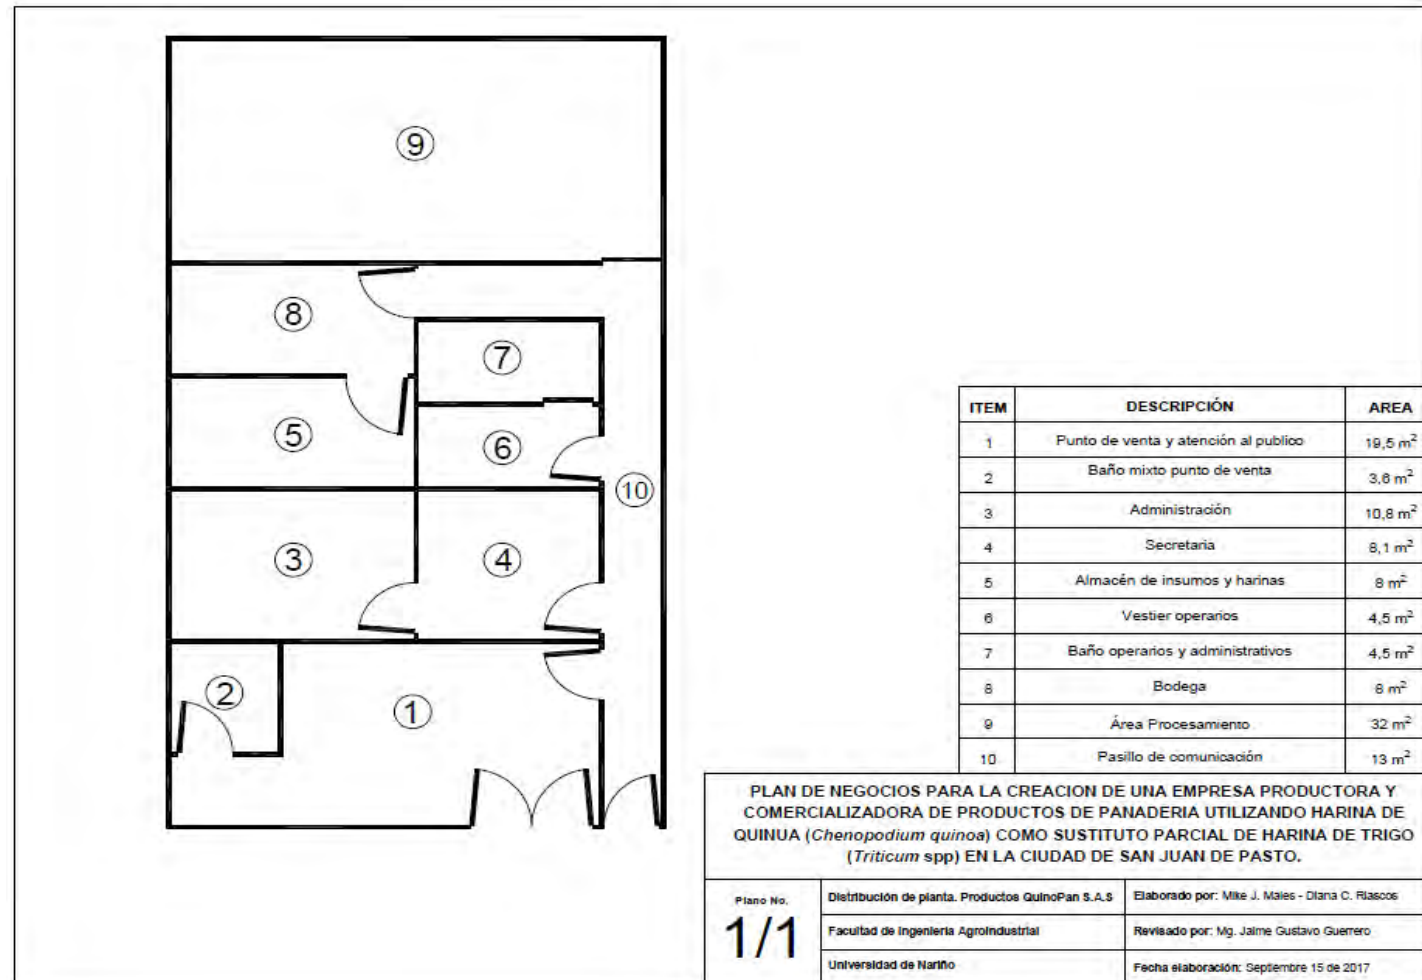 9
8
7
5
6
10
3
4
2
1
ITEM DESCRIPCIÓN AREA
1 Punto de venta y atención al publico 19,5 m²
2 Baño mixto punto de venta 3,6 m²
3 Administración 10,8 m²
4 Secretaria 8,1 m²
5 Almacén de insumos y harinas 8 m²
6 Vestier operarios 4,5 m²
7 Baño operarios y administrativos 4,5 m²
8 Bodega 8 m²
9 Área Procesamiento 32 m²
10 Pasillo de comunicación 13 m²
PLAN DE NEGOCIOS PARA LA CREACION DE UNA EMPRESA PRODUCTORA Y
COMERCIALIZADORA DE PRODUCTOS DE PANADERIA UTILIZANDO HARINA DE
QUINUA (Chenopodium quinoa) COMO SUSTITUTO PARCIAL DE HARINA DE TRIGO
(Triticum spp) EN LA CIUDAD DE SAN JUAN DE PASTO.
Plano No.
1/1
Distribución de planta. Productos QuinoPan S.A.S
Elaborado por: Mike J. Males - Diana C. Riascos
Facultad de Ingeniería Agroindustrial
Revisado por: Mg. Jaime Gustavo Guerrero
Universidad de Nariño
Fecha elaboración: Septiembre 15 de 2017